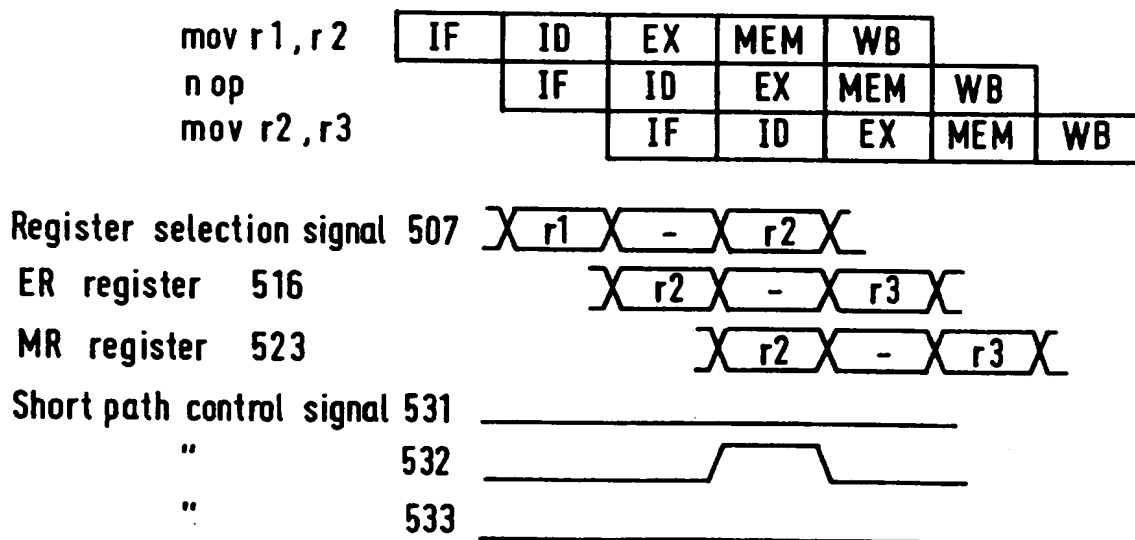 mov r1, r2 IF ID EX MEM WB
nop IF ID EX MEM WB
mov r2, r3 IF ID EX MEM WB
Register selection signal 507 r1 - r2
ER register 516 r2 - r3
MR register 523 r2 - r3
Short path control signal 531
" 532
" 533